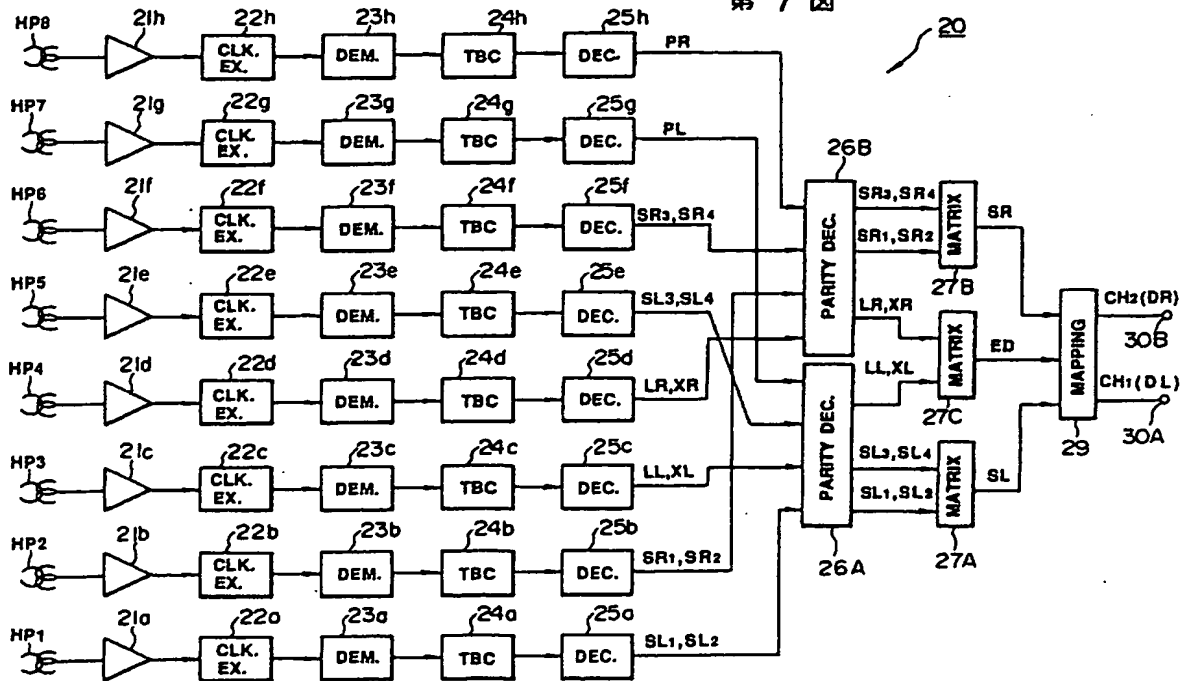 第 7 図
20
HP8 21h 22h 23h 24h 25h
CLK. EX. DEM. TBC DEC. PR
HP7 21g 22g 23g 24g 25g
CLK. EX. DEM. TBC DEC. PL
HP6 21f 22f 23f 24f 25f
CLK. EX. DEM. TBC DEC. SR3,SR4
HP5 21e 22e 23e 24e 25e
CLK. EX. DEM. TBC DEC. SL3,SL4
HP4 21d 22d 23d 24d 25d
CLK. EX. DEM. TBC DEC. LR,XR
HP3 21c 22c 23c 24c 25c
CLK. EX. DEM. TBC DEC. LL,XL
HP2 21b 22b 23b 24b 25b
CLK. EX. DEM. TBC DEC. SR1,SR2
HP1 21a 22a 23a 24a 25a
CLK. EX. DEM. TBC DEC. SL1,SL2
26B
PARITY DEC.
SR3,SR4
SR1,SR2
LR,XR
MATRIX
27B
SR
LL,XL
MATRIX
27C
ED
PARITY DEC.
26A
SL3,SL4
SL1,SL2
MATRIX
27A
SL
MAPPING
29
CH2(DR)
30B
CH1(DL)
30A